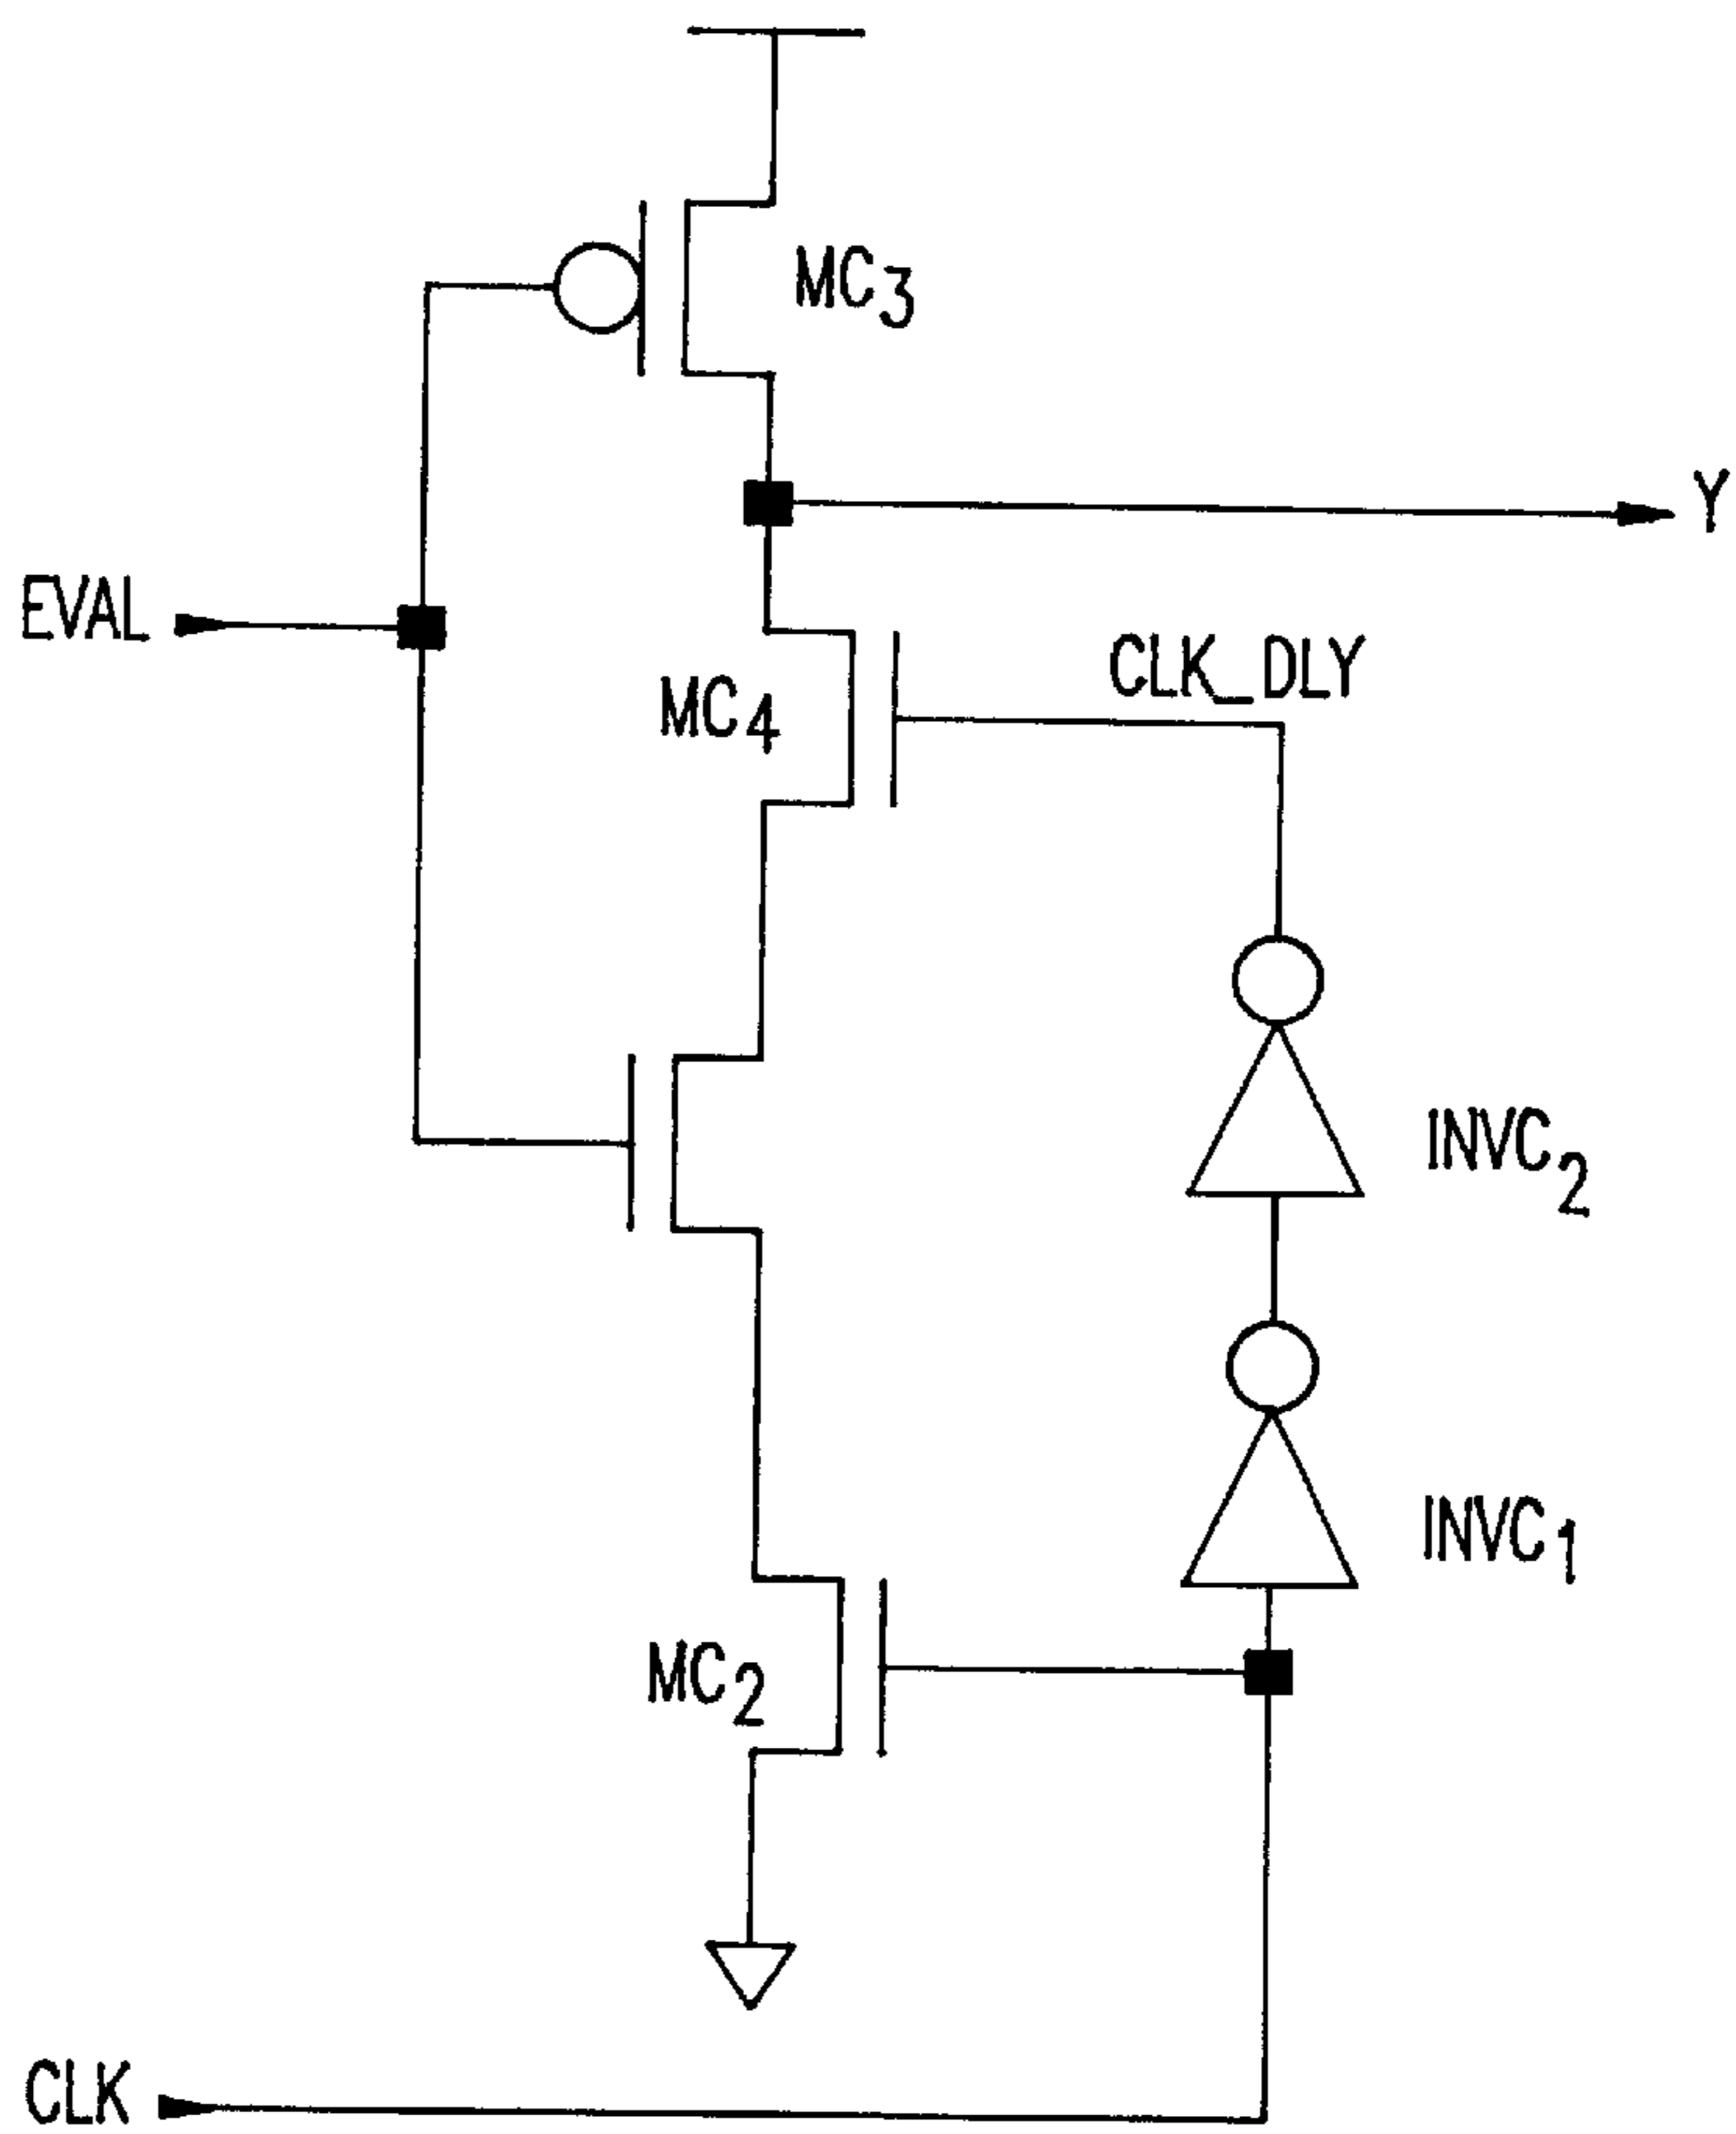 MC3
Y
EVAL
CLK_DLY
MC4
INVC2
INVC1
MC2
CLK